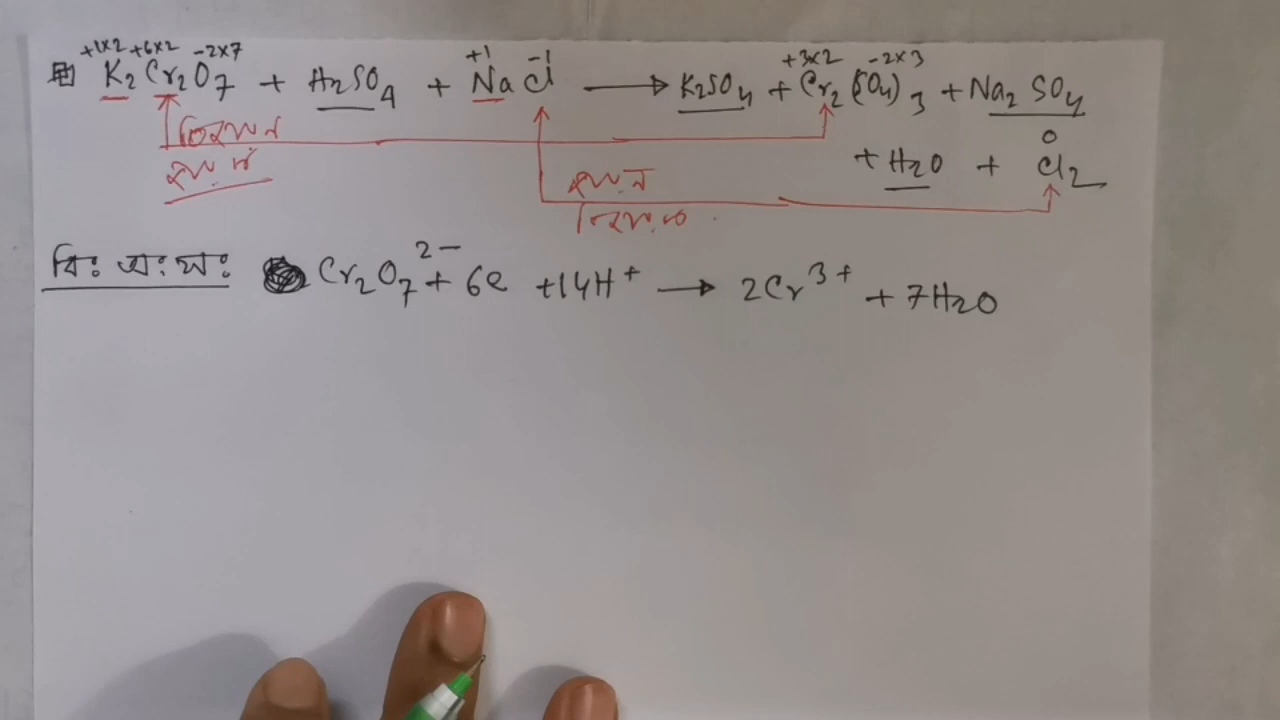 +1×2 +6×2 -2×7 +1 -1 +3×2 -2×3
K₂Cr₂O₇ + H₂SO₄ + NaCl ⟶ K₂SO₄ + Cr₂(SO₄)₃ + Na₂SO₄
0
+ H₂O + Cl₂
বিঃ অঃ সঃ Cr₂O₇²⁻ + 6e + 14H⁺ ⟶ 2Cr³⁺ + 7H₂O